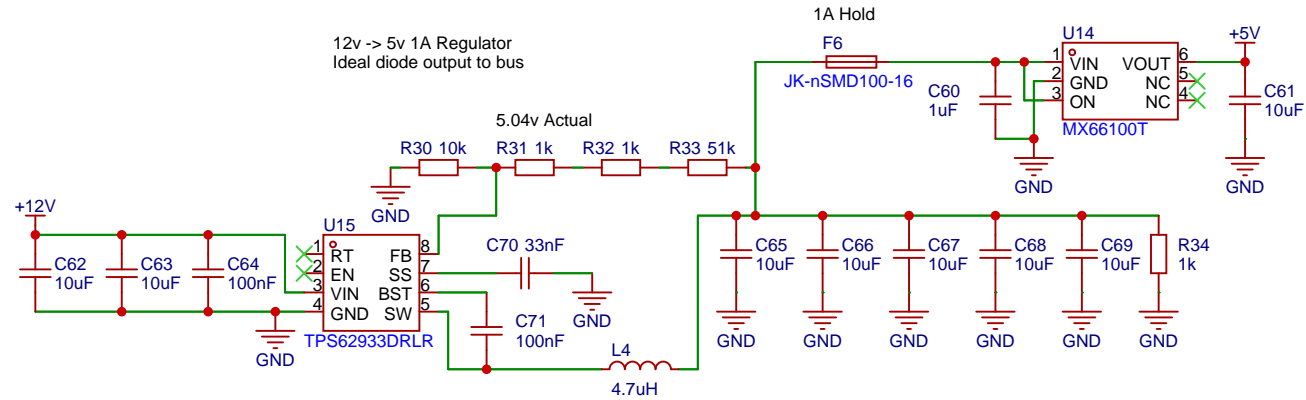 1A Hold
12v -> 5v 1A Regulator
Ideal diode output to bus
F6
JK-nSMD100-16
U14
+5V
1
VIN
VOUT
6
2
GND
NC
5
3
ON
NC
4
MX66100T
C60
1uF
C61
10uF
GND
GND
5.04v Actual
R30 10k
R31 1k
R32 1k
R33 51k
GND
+12V
U15
1
RT
FB
8
2
EN
SS
7
3
VIN
BST
6
4
GND
SW
5
TPS62933DRLR
C62
10uF
C63
10uF
C64
100nF
GND
C70 33nF
GND
C71
100nF
L4
4.7uH
C65
10uF
C66
10uF
C67
10uF
C68
10uF
C69
10uF
R34
1k
GND
GND
GND
GND
GND
GND